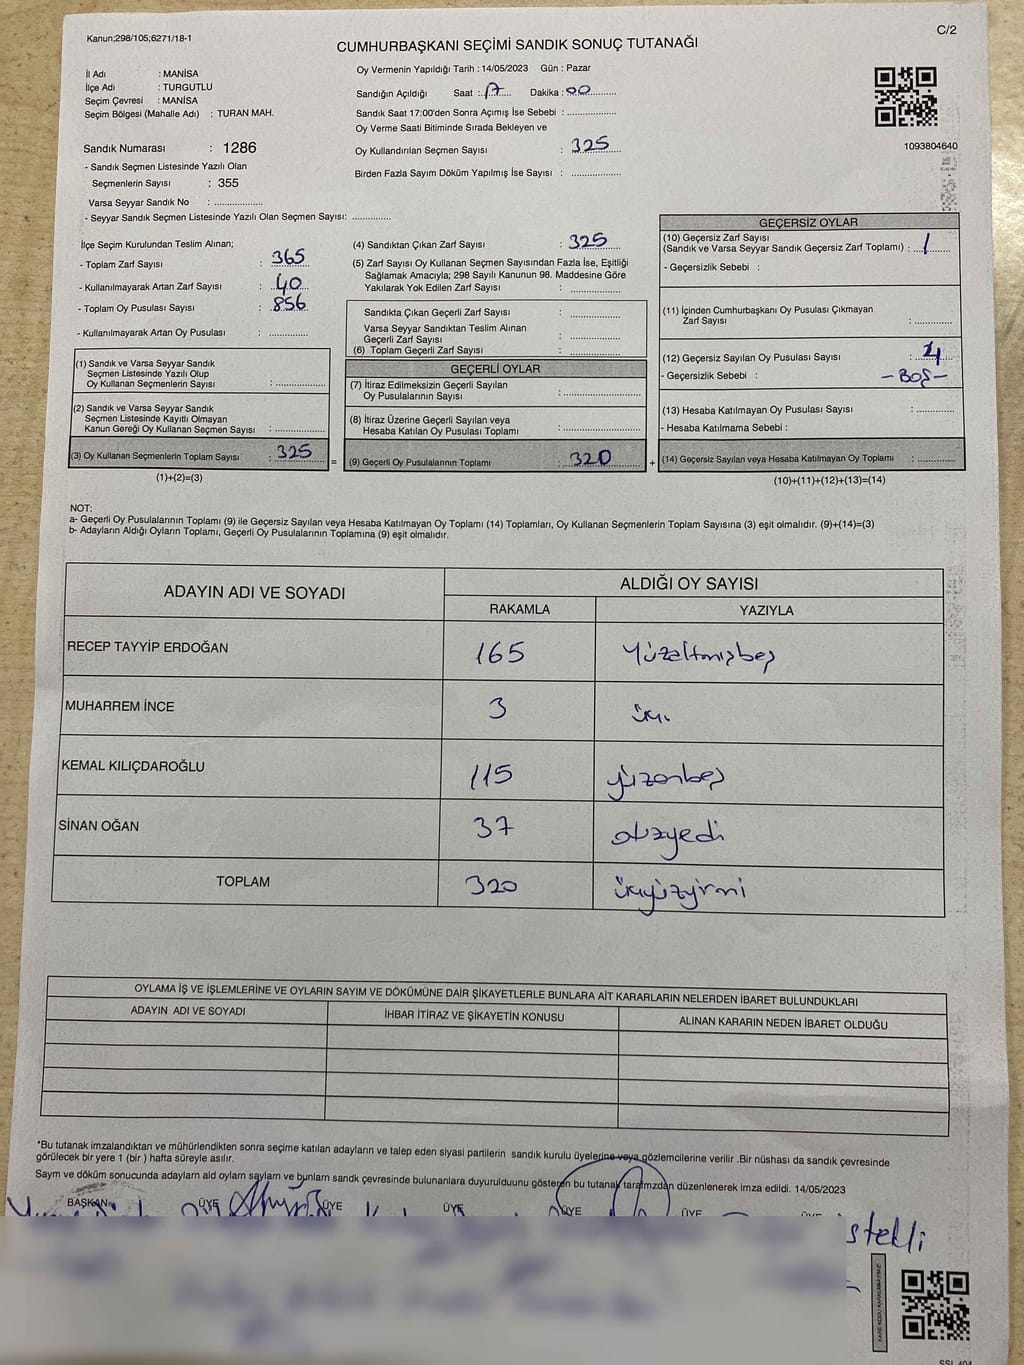 Kanun;298/105;6271/18-1
C/2
CUMHURBAŞKANI SEÇİMİ SANDIK SONUÇ TUTANAĞI
İl Adı : MANİSA
İlçe Adı : TURGUTLU
Seçim Çevresi : MANİSA
Seçim Bölgesi (Mahalle Adı) : TURAN MAH.
Oy Vermenin Yapıldığı Tarih : 14/05/2023 Gün : Pazar
Sandığın Açıldığı Saat : 17 Dakika : 00
Sandık Saat 17:00'den Sonra Açımış İse Sebebi :
Oy Verme Saati Bitiminde Sırada Bekleyen ve
Oy Kullandırılan Seçmen Sayısı : 325
Birden Fazla Sayım Döküm Yapılmış İse Sayısı :
1093804640
Sandık Numarası : 1286
- Sandık Seçmen Listesinde Yazılı Olan
Seçmenlerin Sayısı : 355
Varsa Seyyar Sandık No :
- Seyyar Sandık Seçmen Listesinde Yazılı Olan Seçmen Sayısı:
İlçe Seçim Kurulundan Teslim Alınan;
- Toplam Zarf Sayısı : 365
- Kullanılmayarak Artan Zarf Sayısı : 40
- Toplam Oy Pusulası Sayısı : 856
- Kullanılmayarak Artan Oy Pusulası :
(1) Sandık ve Varsa Seyyar Sandık
Seçmen Listesinde Yazılı Olup
Oy Kullanan Seçmenlerin Sayısı :
(2) Sandık ve Varsa Seyyar Sandık
Seçmen Listesinde Kayıtlı Olmayan
Kanun Gereği Oy Kullanan Seçmen Sayısı :
(3) Oy Kullanan Seçmenlerin Toplam Sayısı : 325
(1)+(2)=(3)
(4) Sandıktan Çıkan Zarf Sayısı : 325
(5) Zarf Sayısı Oy Kullanan Seçmen Sayısından Fazla İse, Eşitliği
Sağlamak Amacıyla; 298 Sayılı Kanunun 98. Maddesine Göre
Yakılarak Yok Edilen Zarf Sayısı :
Sandıkta Çıkan Geçerli Zarf Sayısı :
Varsa Seyyar Sandıktan Teslim Alınan
Geçerli Zarf Sayısı :
(6) Toplam Geçerli Zarf Sayısı :
GEÇERLİ OYLAR
(7) İtiraz Edilmeksizin Geçerli Sayılan
Oy Pusulalarının Sayısı :
(8) İtiraz Üzerine Geçerli Sayılan veya
Hesaba Katılan Oy Pusulası Toplamı :
= (9) Geçerli Oy Pusulalarının Toplamı : 320 +
GEÇERSİZ OYLAR
(10) Geçersiz Zarf Sayısı
(Sandık ve Varsa Seyyar Sandık Geçersiz Zarf Toplamı) : 1
- Geçersizlik Sebebi :
(11) İçinden Cumhurbaşkanı Oy Pusulası Çıkmayan
Zarf Sayısı :
(12) Geçersiz Sayılan Oy Pusulası Sayısı : 4
- Geçersizlik Sebebi : - BOŞ -
(13) Hesaba Katılmayan Oy Pusulası Sayısı :
- Hesaba Katılmama Sebebi :
(14) Geçersiz Sayılan veya Hesaba Katılmayan Oy Toplamı :
(10)+(11)+(12)+(13)=(14)
NOT:
a- Geçerli Oy Pusulalarının Toplamı (9) ile Geçersiz Sayılan veya Hesaba Katılmayan Oy Toplamı (14) Toplamları, Oy Kullanan Seçmenlerin Toplam Sayısına (3) eşit olmalıdır. (9)+(14)=(3)
b- Adayların Aldığı Oyların Toplamı, Geçerli Oy Pusulalarının Toplamına (9) eşit olmalıdır.
ADAYIN ADI VE SOYADI
ALDIĞI OY SAYISI
RAKAMLA YAZIYLA
RECEP TAYYİP ERDOĞAN 165 Yüzaltmışbeş
MUHARREM İNCE 3 üç
KEMAL KILIÇDAROĞLU 115 yüzonbeş
SİNAN OĞAN 37 otuzyedi
TOPLAM 320 üçyüzyirmi
OYLAMA İŞ VE İŞLEMLERİNE VE OYLARIN SAYIM VE DÖKÜMÜNE DAİR ŞİKAYETLERLE BUNLARA AİT KARARLARIN NELERDEN İBARET BULUNDUKLARI
ADAYIN ADI VE SOYADI İHBAR İTİRAZ VE ŞİKAYETİN KONUSU ALINAN KARARIN NEDEN İBARET OLDUĞU
*Bu tutanak imzalandıktan ve mühürlendikten sonra seçime katılan adayların ve talep eden siyasi partilerin sandık kurulu üyelerine veya gözlemcilerine verilir .Bir nüshası da sandık çevresinde
görülecek bir yere 1 (bir ) hafta süreyle asılır.
Sayım ve döküm sonucunda adayların ald oyların sayların ve bunların sandk çevresinde bulunanlara duyurulduunu gösteren bu tutanak tarafmzdan düzenlenerek imza edildi. 14/05/2023
BAŞKAN ÜYE ÜYE ÜYE ÜYE ÜYE ÜYE